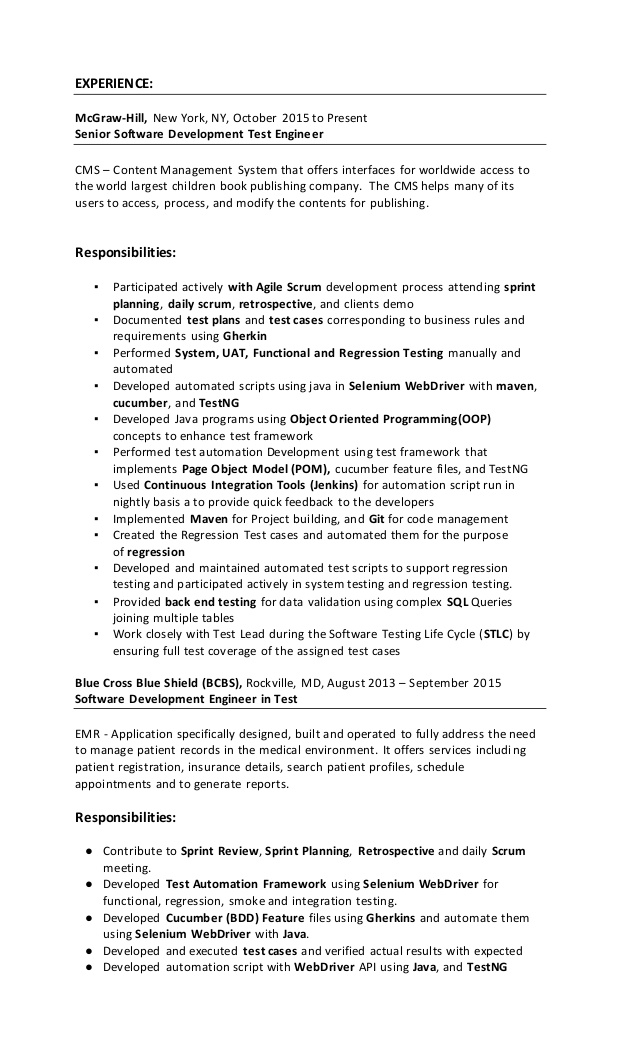 EXPERIENCE:
McGraw-Hill, New York, NY, October 2015 to Present
Senior Software Development Test Engineer
CMS – Content Management System that offers interfaces for worldwide access to
the world largest children book publishing company. The CMS helps many of its
users to access, process, and modify the contents for publishing.
Responsibilities:
▪ Participated actively with Agile Scrum development process attending sprint
planning, daily scrum, retrospective, and clients demo
▪ Documented test plans and test cases corresponding to business rules and
requirements using Gherkin
▪ Performed System, UAT, Functional and Regression Testing manually and
automated
▪ Developed automated scripts using java in Selenium WebDriver with maven,
cucumber, and TestNG
▪ Developed Java programs using Object Oriented Programming(OOP)
concepts to enhance test framework
▪ Performed test automation Development using test framework that
implements Page Object Model (POM), cucumber feature files, and TestNG
▪ Used Continuous Integration Tools (Jenkins) for automation script run in
nightly basis a to provide quick feedback to the developers
▪ Implemented Maven for Project building, and Git for code management
▪ Created the Regression Test cases and automated them for the purpose
of regression
▪ Developed and maintained automated test scripts to support regression
testing and participated actively in system testing and regression testing.
▪ Provided back end testing for data validation using complex SQL Queries
joining multiple tables
▪ Work closely with Test Lead during the Software Testing Life Cycle (STLC) by
ensuring full test coverage of the assigned test cases
Blue Cross Blue Shield (BCBS), Rockville, MD, August 2013 – September 2015
Software Development Engineer in Test
EMR - Application specifically designed, built and operated to fully address the need
to manage patient records in the medical environment. It offers services including
patient registration, insurance details, search patient profiles, schedule
appointments and to generate reports.
Responsibilities:
● Contribute to Sprint Review, Sprint Planning, Retrospective and daily Scrum
meeting.
● Developed Test Automation Framework using Selenium WebDriver for
functional, regression, smoke and integration testing.
● Developed Cucumber (BDD) Feature files using Gherkins and automate them
using Selenium WebDriver with Java.
● Developed and executed test cases and verified actual results with expected
● Developed automation script with WebDriver API using Java, and TestNG